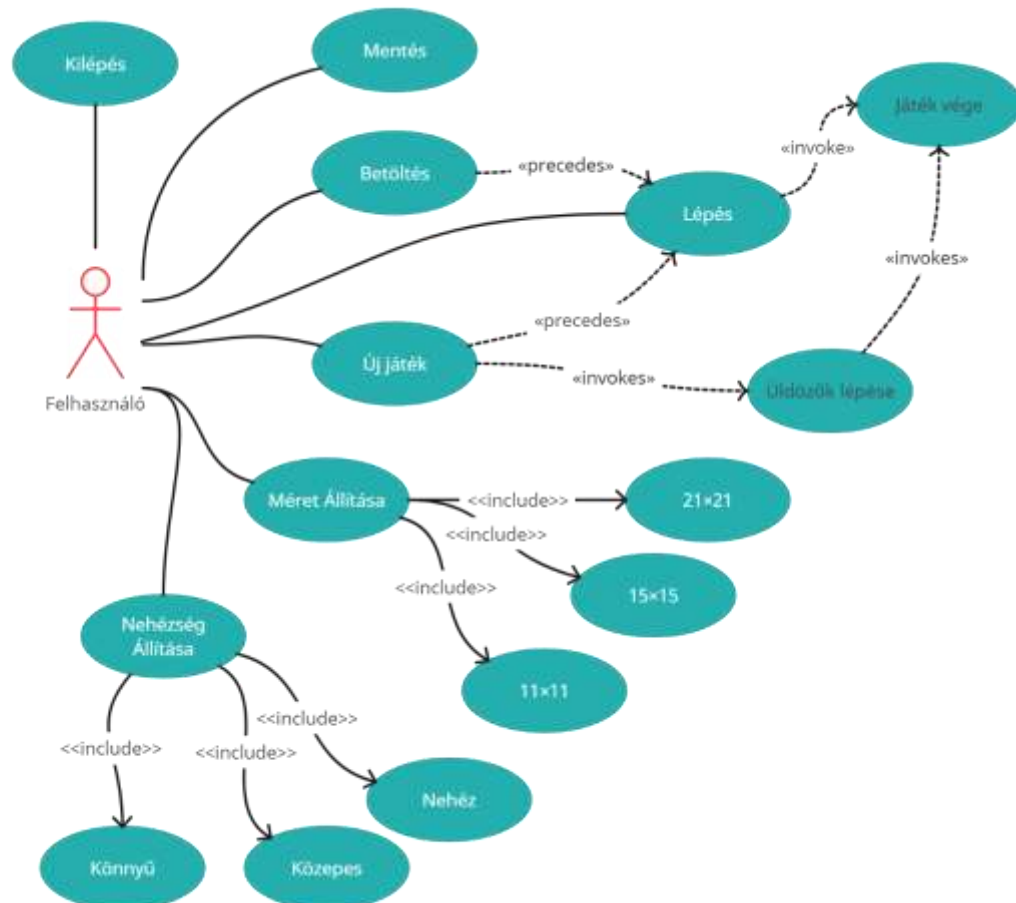 Mentés
Kilépés
Játék vége
«invoke»
Betöltés
«precedes»
Lépés
«invokes»
«precedes»
Új játék
«invokes»
Üldözők lépése
Felhasználó
Méret Állítása
<<include>>
21×21
<<include>>
<<include>>
15×15
Nehézség
Állítása
11×11
<<include>>
<<include>>
<<include>>
Nehéz
Könnyű
Közepes